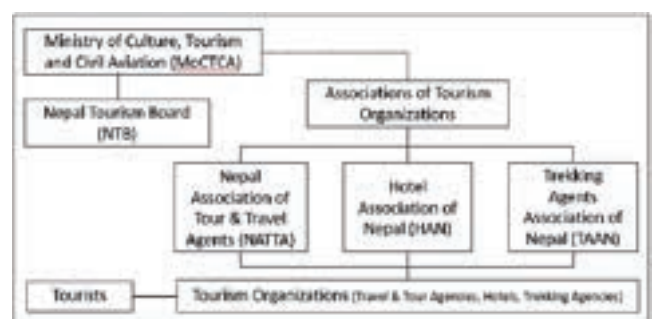 Ministry of Culture, Tourism
and Civil Aviation (MoCTCA)
Nepal Tourism Board
(NTB)
Associations of Tourism
Organizations
Nepal
Association of
Tour & Travel
Agents (NATTA)
Hotel
Association of
Nepal (HAN)
Trekking
Agents
Association of
Nepal (TAAN)
Tourists
Tourism Organizations (Travel & Tour Agencies, Hotels, Trekking Agencies)